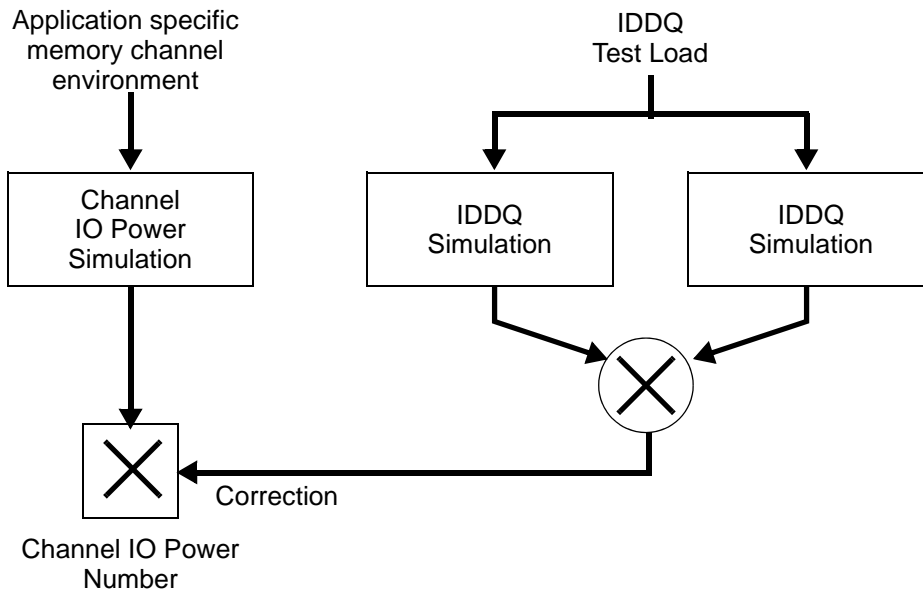 Application specific
memory channel
environment
IDDQ
Test Load
Channel
IO Power
Simulation
IDDQ
Simulation
IDDQ
Simulation
Correction
Channel IO Power
Number